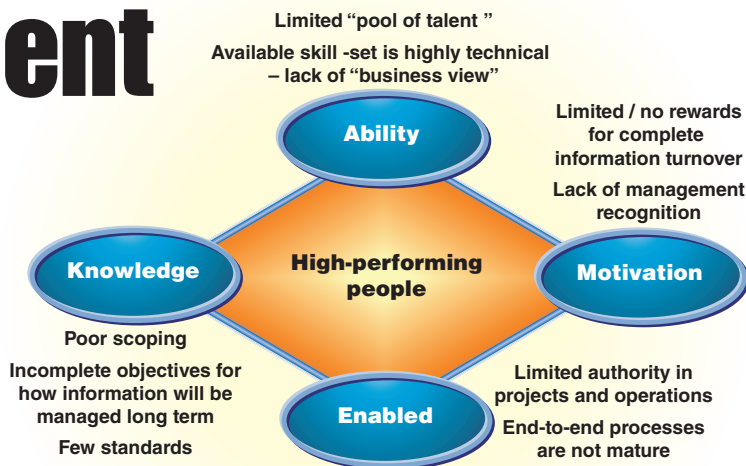 ent
Limited “pool of talent ”
Available skill -set is highly technical
– lack of “business view”
Ability
Limited / no rewards
for complete
information turnover
Lack of management
recognition
Knowledge
High-performing
people
Motivation
Poor scoping
Incomplete objectives for
how information will be
managed long term
Few standards
Enabled
Limited authority in
projects and operations
End-to-end processes
are not mature